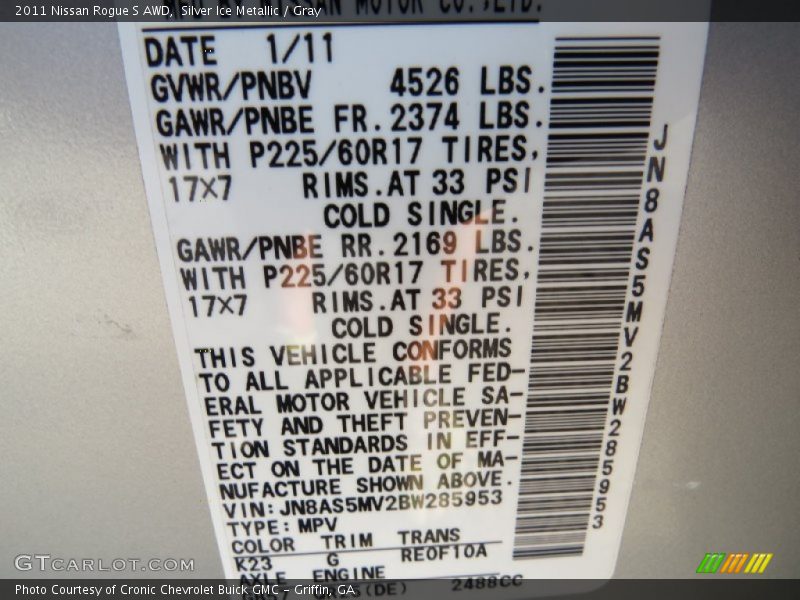 2011 Nissan Rogue S AWD, Silver Ice Metallic / Gray
MOTOR CO.,LTD.
DATE 1/11
GVWR/PNBV 4526 LBS.
GAWR/PNBE FR. 2374 LBS.
WITH P225/60R17 TIRES,
17X7 RIMS. AT 33 PSI
COLD SINGLE.
GAWR/PNBE RR. 2169 LBS.
WITH P225/60R17 TIRES,
17X7 RIMS. AT 33 PSI
COLD SINGLE.
THIS VEHICLE CONFORMS
TO ALL APPLICABLE FED-
ERAL MOTOR VEHICLE SA-
FETY AND THEFT PREVEN-
TION STANDARDS IN EFF-
ECT ON THE DATE OF MA-
NUFACTURE SHOWN ABOVE.
VIN: JN8AS5MV2BW285953
TYPE: MPV
COLOR TRIM TRANS
K23 G RE0F10A
AXLE ENGINE
(DE) 2488CC
JN8AS5MV2BW285953
GTCARLOT.COM
Photo Courtesy of Cronic Chevrolet Buick GMC - Griffin, GA